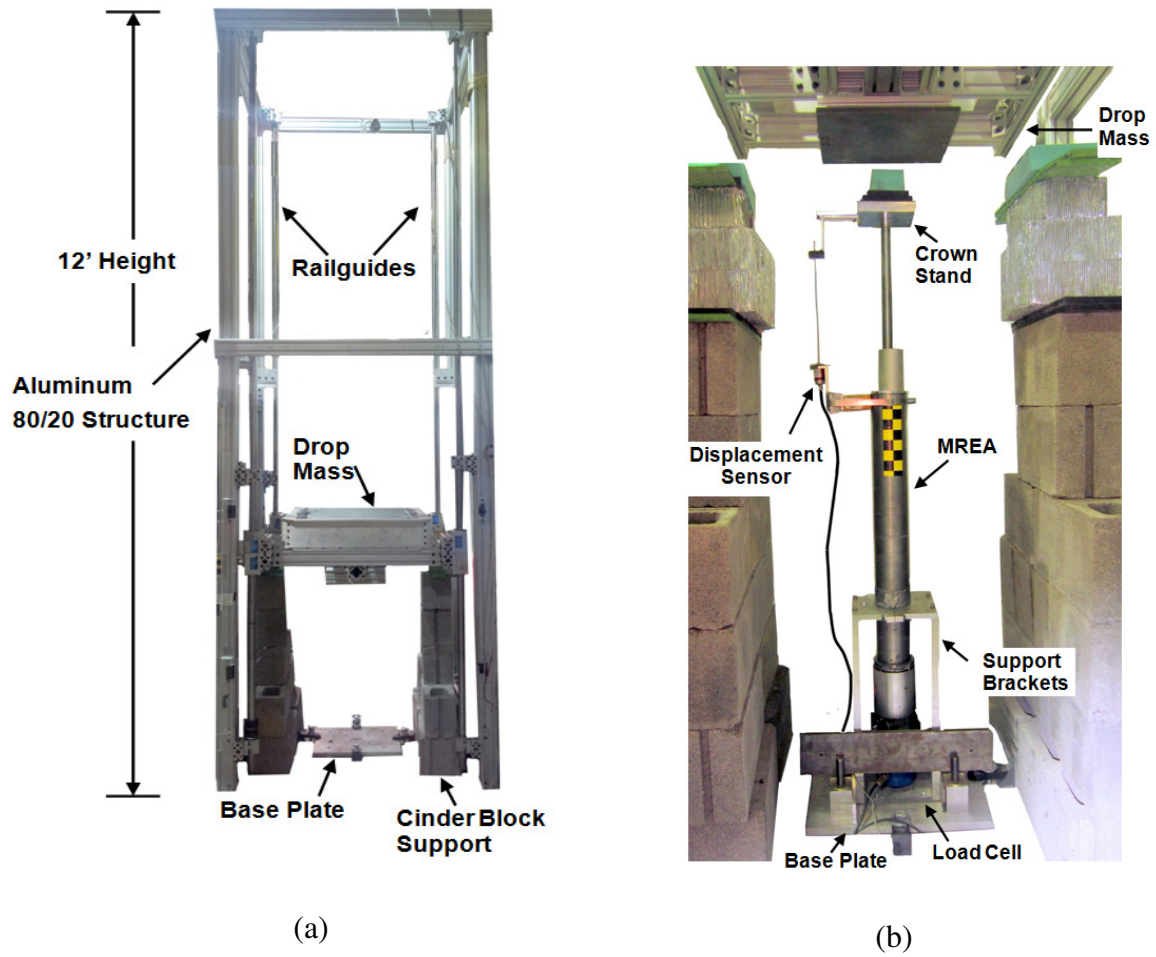 12' Height
Railguides
Aluminum
80/20 Structure
Drop
Mass
Base Plate
Cinder Block
Support
(a)
Drop
Mass
Crown
Stand
Displacement
Sensor
MREA
Support
Brackets
Base Plate
Load Cell
(b)